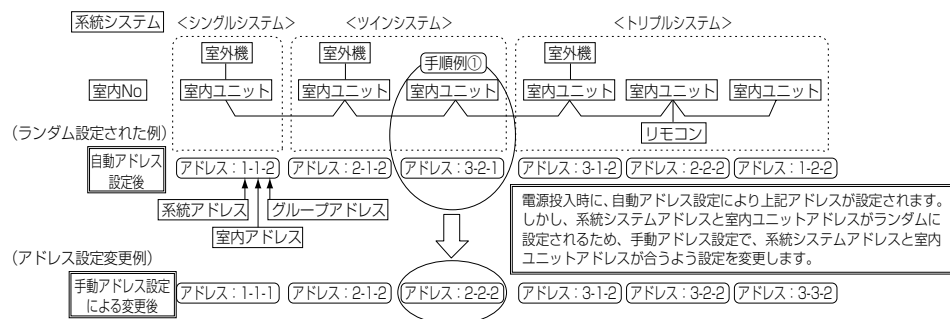 系統システム <シングルシステム> <ツインシステム> <トリプルシステム>
室外機 室外機 手順例① 室外機
室内No 室内ユニット 室内ユニット 室内ユニット 室内ユニット 室内ユニット 室内ユニット
リモコン
(ランダム設定された例)
自動アドレス
設定後
アドレス：1-1-2 アドレス：2-1-2 アドレス：3-2-1 アドレス：3-1-2 アドレス：2-2-2 アドレス：1-2-2
系統アドレス グループアドレス
室内アドレス
電源投入時に、自動アドレス設定により上記アドレスが設定されます。
しかし、系統システムアドレスと室内ユニットアドレスがランダムに
設定されるため、手動アドレス設定で、系統システムアドレスと室内
ユニットアドレスが合うよう設定を変更します。
(アドレス設定変更例)
手動アドレス設定
による変更後
アドレス：1-1-1 アドレス：2-1-2 アドレス：2-2-2 アドレス：3-1-2 アドレス：3-2-2 アドレス：3-3-2